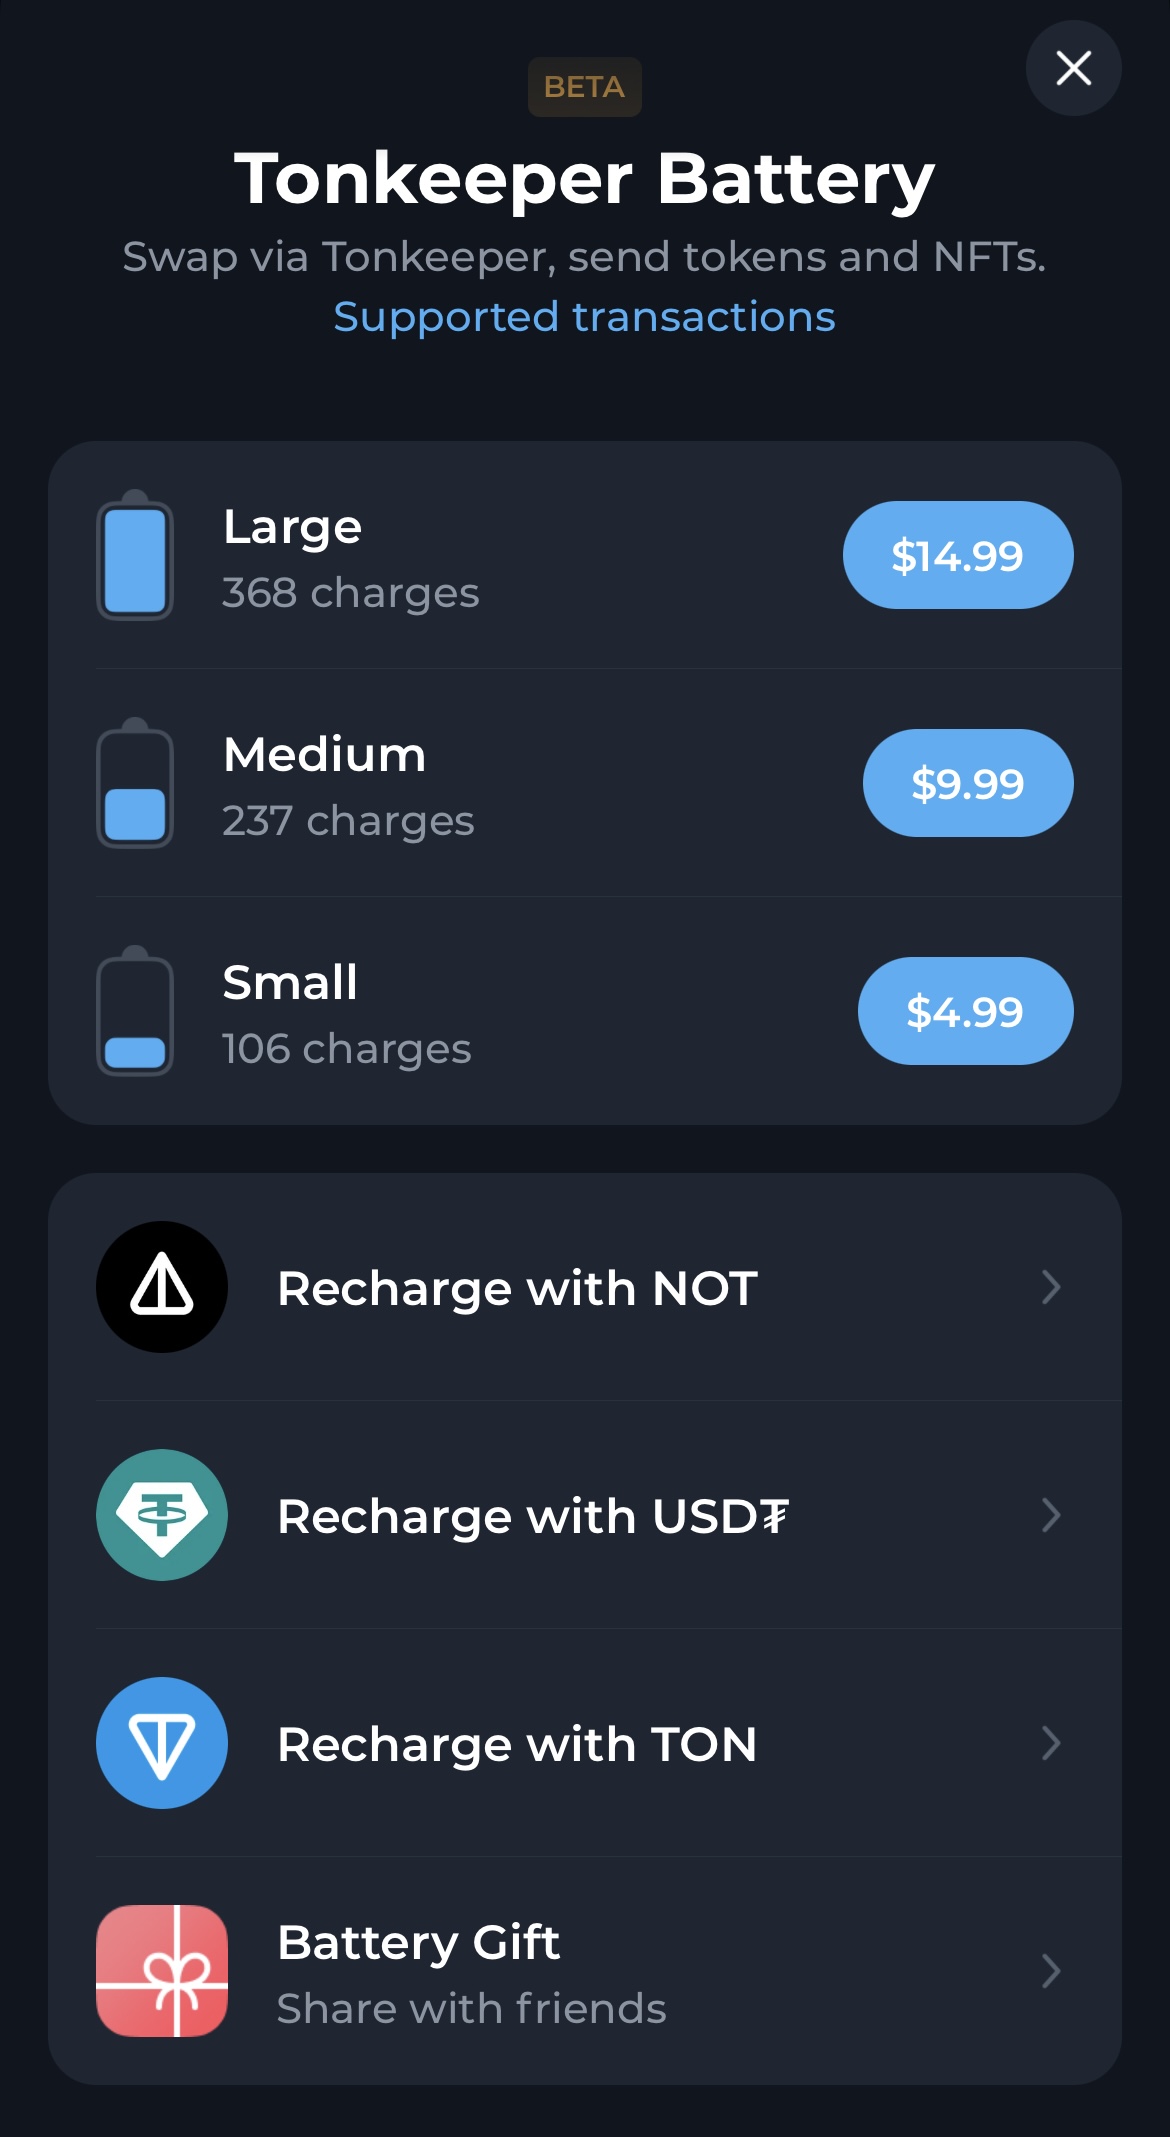 BETA
Tonkeeper Battery
Swap via Tonkeeper, send tokens and NFTs.
Supported transactions
Large
368 charges
$14.99
Medium
237 charges
$9.99
Small
106 charges
$4.99
Recharge with NOT
Recharge with USD₮
Recharge with TON
Battery Gift
Share with friends